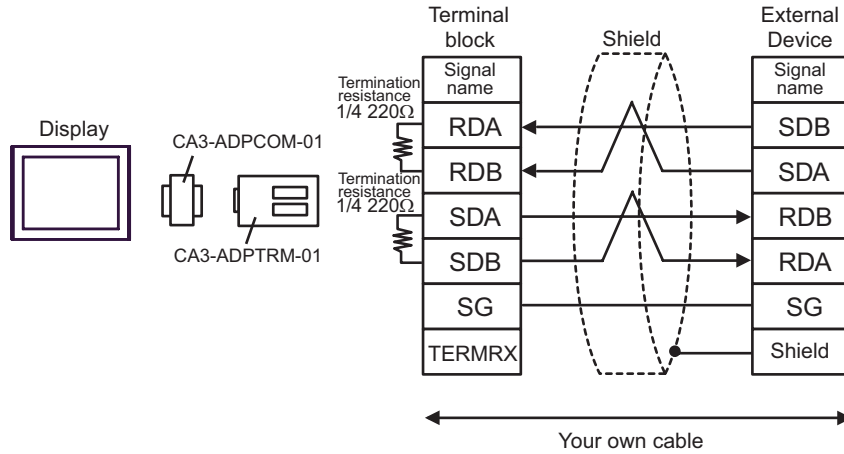 Terminal
block
Shield
External
Device
Signal
name
Signal
name
Termination
resistance
1/4 220Ω
Display
CA3-ADPCOM-01
RDA
SDB
RDB
SDA
Termination
resistance
1/4 220Ω
SDA
RDB
CA3-ADPTRM-01
SDB
RDA
SG
SG
TERMRX
Shield
Your own cable